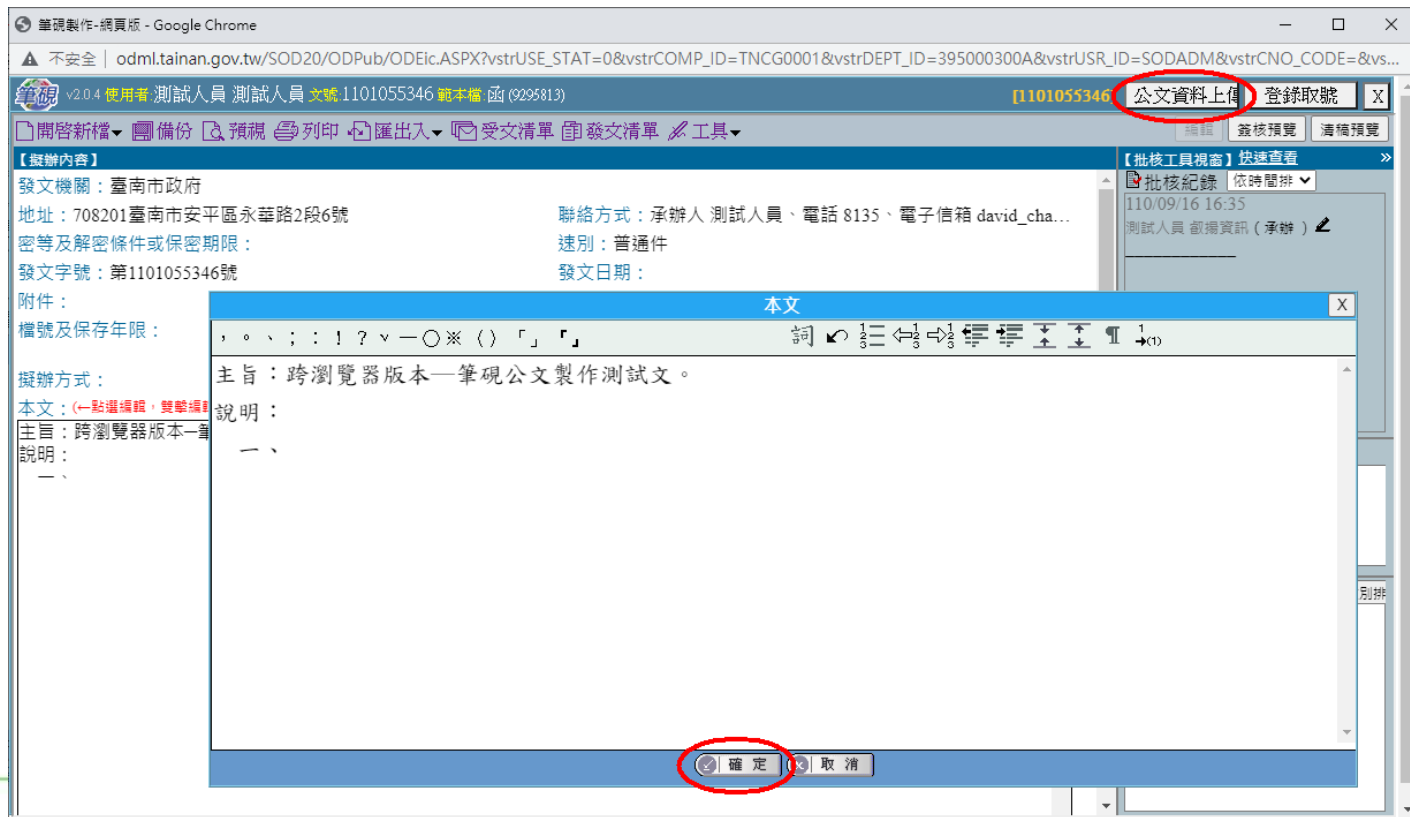 筆硯製作-網頁版 - Google Chrome
不安全 | odml.tainan.gov.tw/SOD20/ODPub/ODEic.ASPX?vstrUSE_STAT=0&vstrCOMP_ID=TNCG0001&vstrDEPT_ID=395000300A&vstrUSR_ID=SODADM&vstrCNO_CODE=&vs...
筆硯 v2.0.4 使用者:測試人員 測試人員 文號:1101055346 範本檔:函 (9295813) [1101055346 公文資料上傳 登錄取號 X
開啓新檔 備份 預視 列印 匯出入 受文清單 發文清單 工具 編輯 簽核預覽 清稿預覽
【擬辦內容】 【批核工具視窗】快速查看 »
發文機關：臺南市政府 批核紀錄 依時間排
地址：708201臺南市安平區永華路2段6號 聯絡方式：承辦人 測試人員、電話 8135、電子信箱 david_cha... 110/09/16 16:35
密等及解密條件或保密期限： 速別：普通件 測試人員 叡揚資訊 ( 承辦 )
發文字號：第1101055346號 發文日期：
附件： 本文 X
檔號及保存年限： ， 。 、 ； ： ！ ？ ˅ — ○ ※ () 「」 『』 詞
擬辦方式： 主旨：跨瀏覽器版本—筆硯公文製作測試文。
本文：(←點選編輯，雙擊編輯 說明：
主旨：跨瀏覽器版本—筆 一、
說明：
一、
別排
確 定 取 消